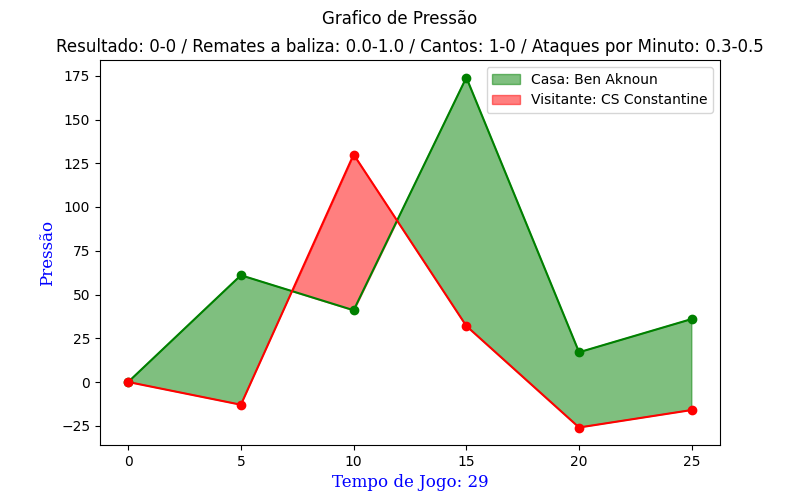 Grafico de Pressão
Resultado: 0-0 / Remates a baliza: 0.0-1.0 / Cantos: 1-0 / Ataques por Minuto: 0.3-0.5
Casa: Ben Aknoun
Visitante: CS Constantine
Pressão
175
150
125
100
75
50
25
0
−25
0 5 10 15 20 25
Tempo de Jogo: 29